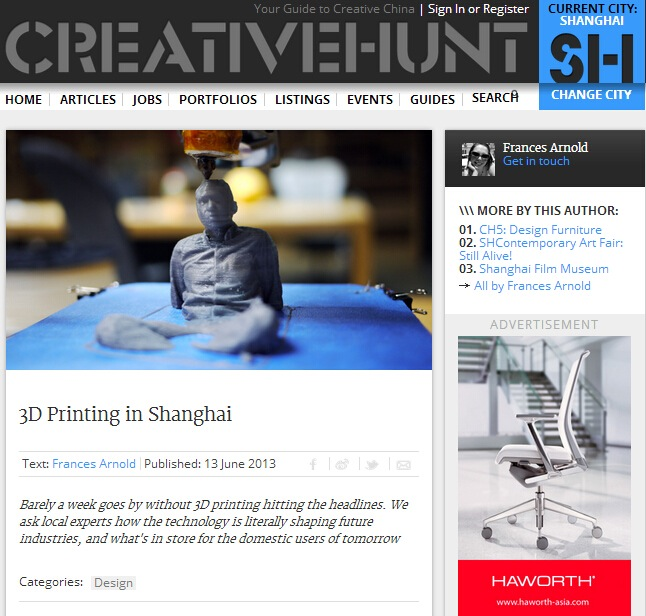 Your Guide to Creative China | Sign In or Register
CREATIVEHUNT
CURRENT CITY:
SHANGHAI
SH
CHANGE CITY
HOME ARTICLES JOBS PORTFOLIOS LISTINGS EVENTS GUIDES SEARCH
Frances Arnold
Get in touch
\\\ MORE BY THIS AUTHOR:
01. CH5: Design Furniture
02. SHContemporary Art Fair:
Still Alive!
03. Shanghai Film Museum
→ All by Frances Arnold
ADVERTISEMENT
HAWORTH®
www.haworth-asia.com
3D Printing in Shanghai
Text: Frances Arnold | Published: 13 June 2013
Barely a week goes by without 3D printing hitting the headlines. We
ask local experts how the technology is literally shaping future
industries, and what's in store for the domestic users of tomorrow
Categories: Design